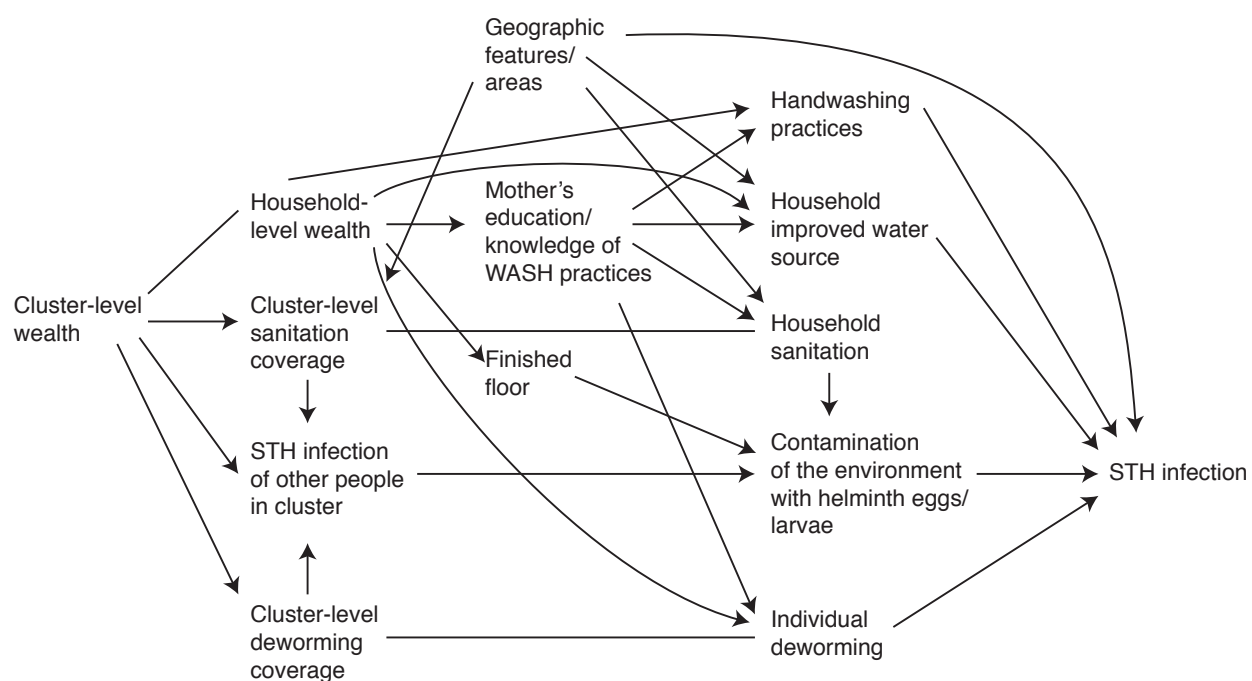 Geographic
features/
areas
Handwashing
practices
Household-
level wealth
Mother's
education/
knowledge of
WASH practices
Household
improved water
source
Cluster-level
wealth
Cluster-level
sanitation
coverage
Household
sanitation
Finished
floor
STH infection
of other people
in cluster
Contamination
of the environment
with helminth eggs/
larvae
STH infection
Cluster-level
deworming
coverage
Individual
deworming